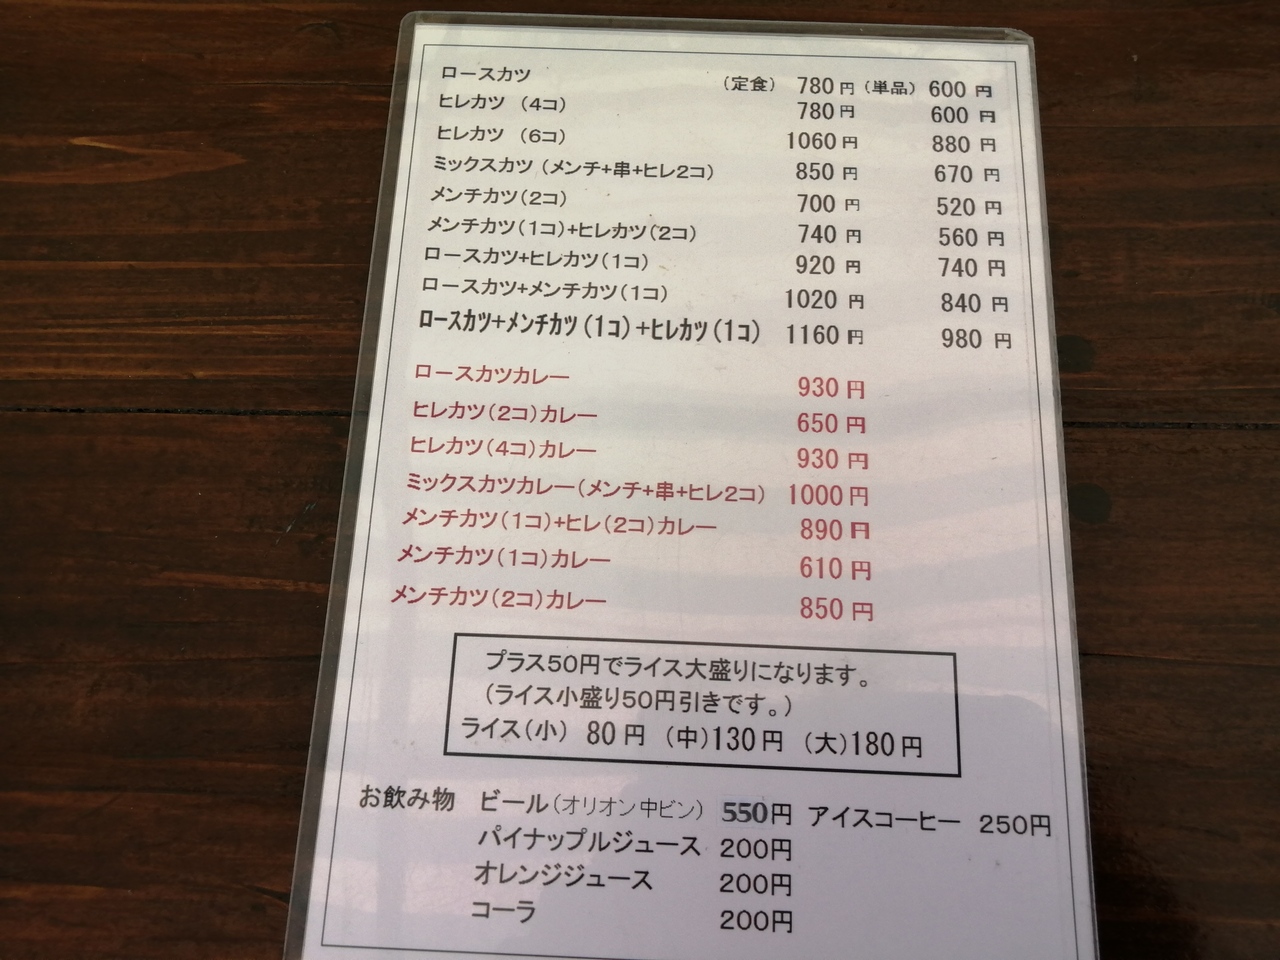 ロースカツ （定食） 780円 （単品） 600円
ヒレカツ （4コ） 780円 600円
ヒレカツ （6コ） 1060円 880円
ミックスカツ（メンチ+串+ヒレ2コ） 850円 670円
メンチカツ（2コ） 700円 520円
メンチカツ（1コ）+ヒレカツ（2コ） 740円 560円
ロースカツ+ヒレカツ（1コ） 920円 740円
ロースカツ+メンチカツ（1コ） 1020円 840円
ロースカツ+メンチカツ（1コ）+ヒレカツ（1コ） 1160円 980円
ロースカツカレー 930円
ヒレカツ（2コ）カレー 650円
ヒレカツ（4コ）カレー 930円
ミックスカツカレー（メンチ+串+ヒレ2コ） 1000円
メンチカツ（1コ）+ヒレ（2コ）カレー 890円
メンチカツ（1コ）カレー 610円
メンチカツ（2コ）カレー 850円
プラス50円でライス大盛りになります。
（ライス小盛り50円引きです。）
ライス（小） 80円 （中）130円 （大）180円
お飲み物 ビール（オリオン中ビン） 550円 アイスコーヒー 250円
パイナップルジュース 200円
オレンジジュース 200円
コーラ 200円